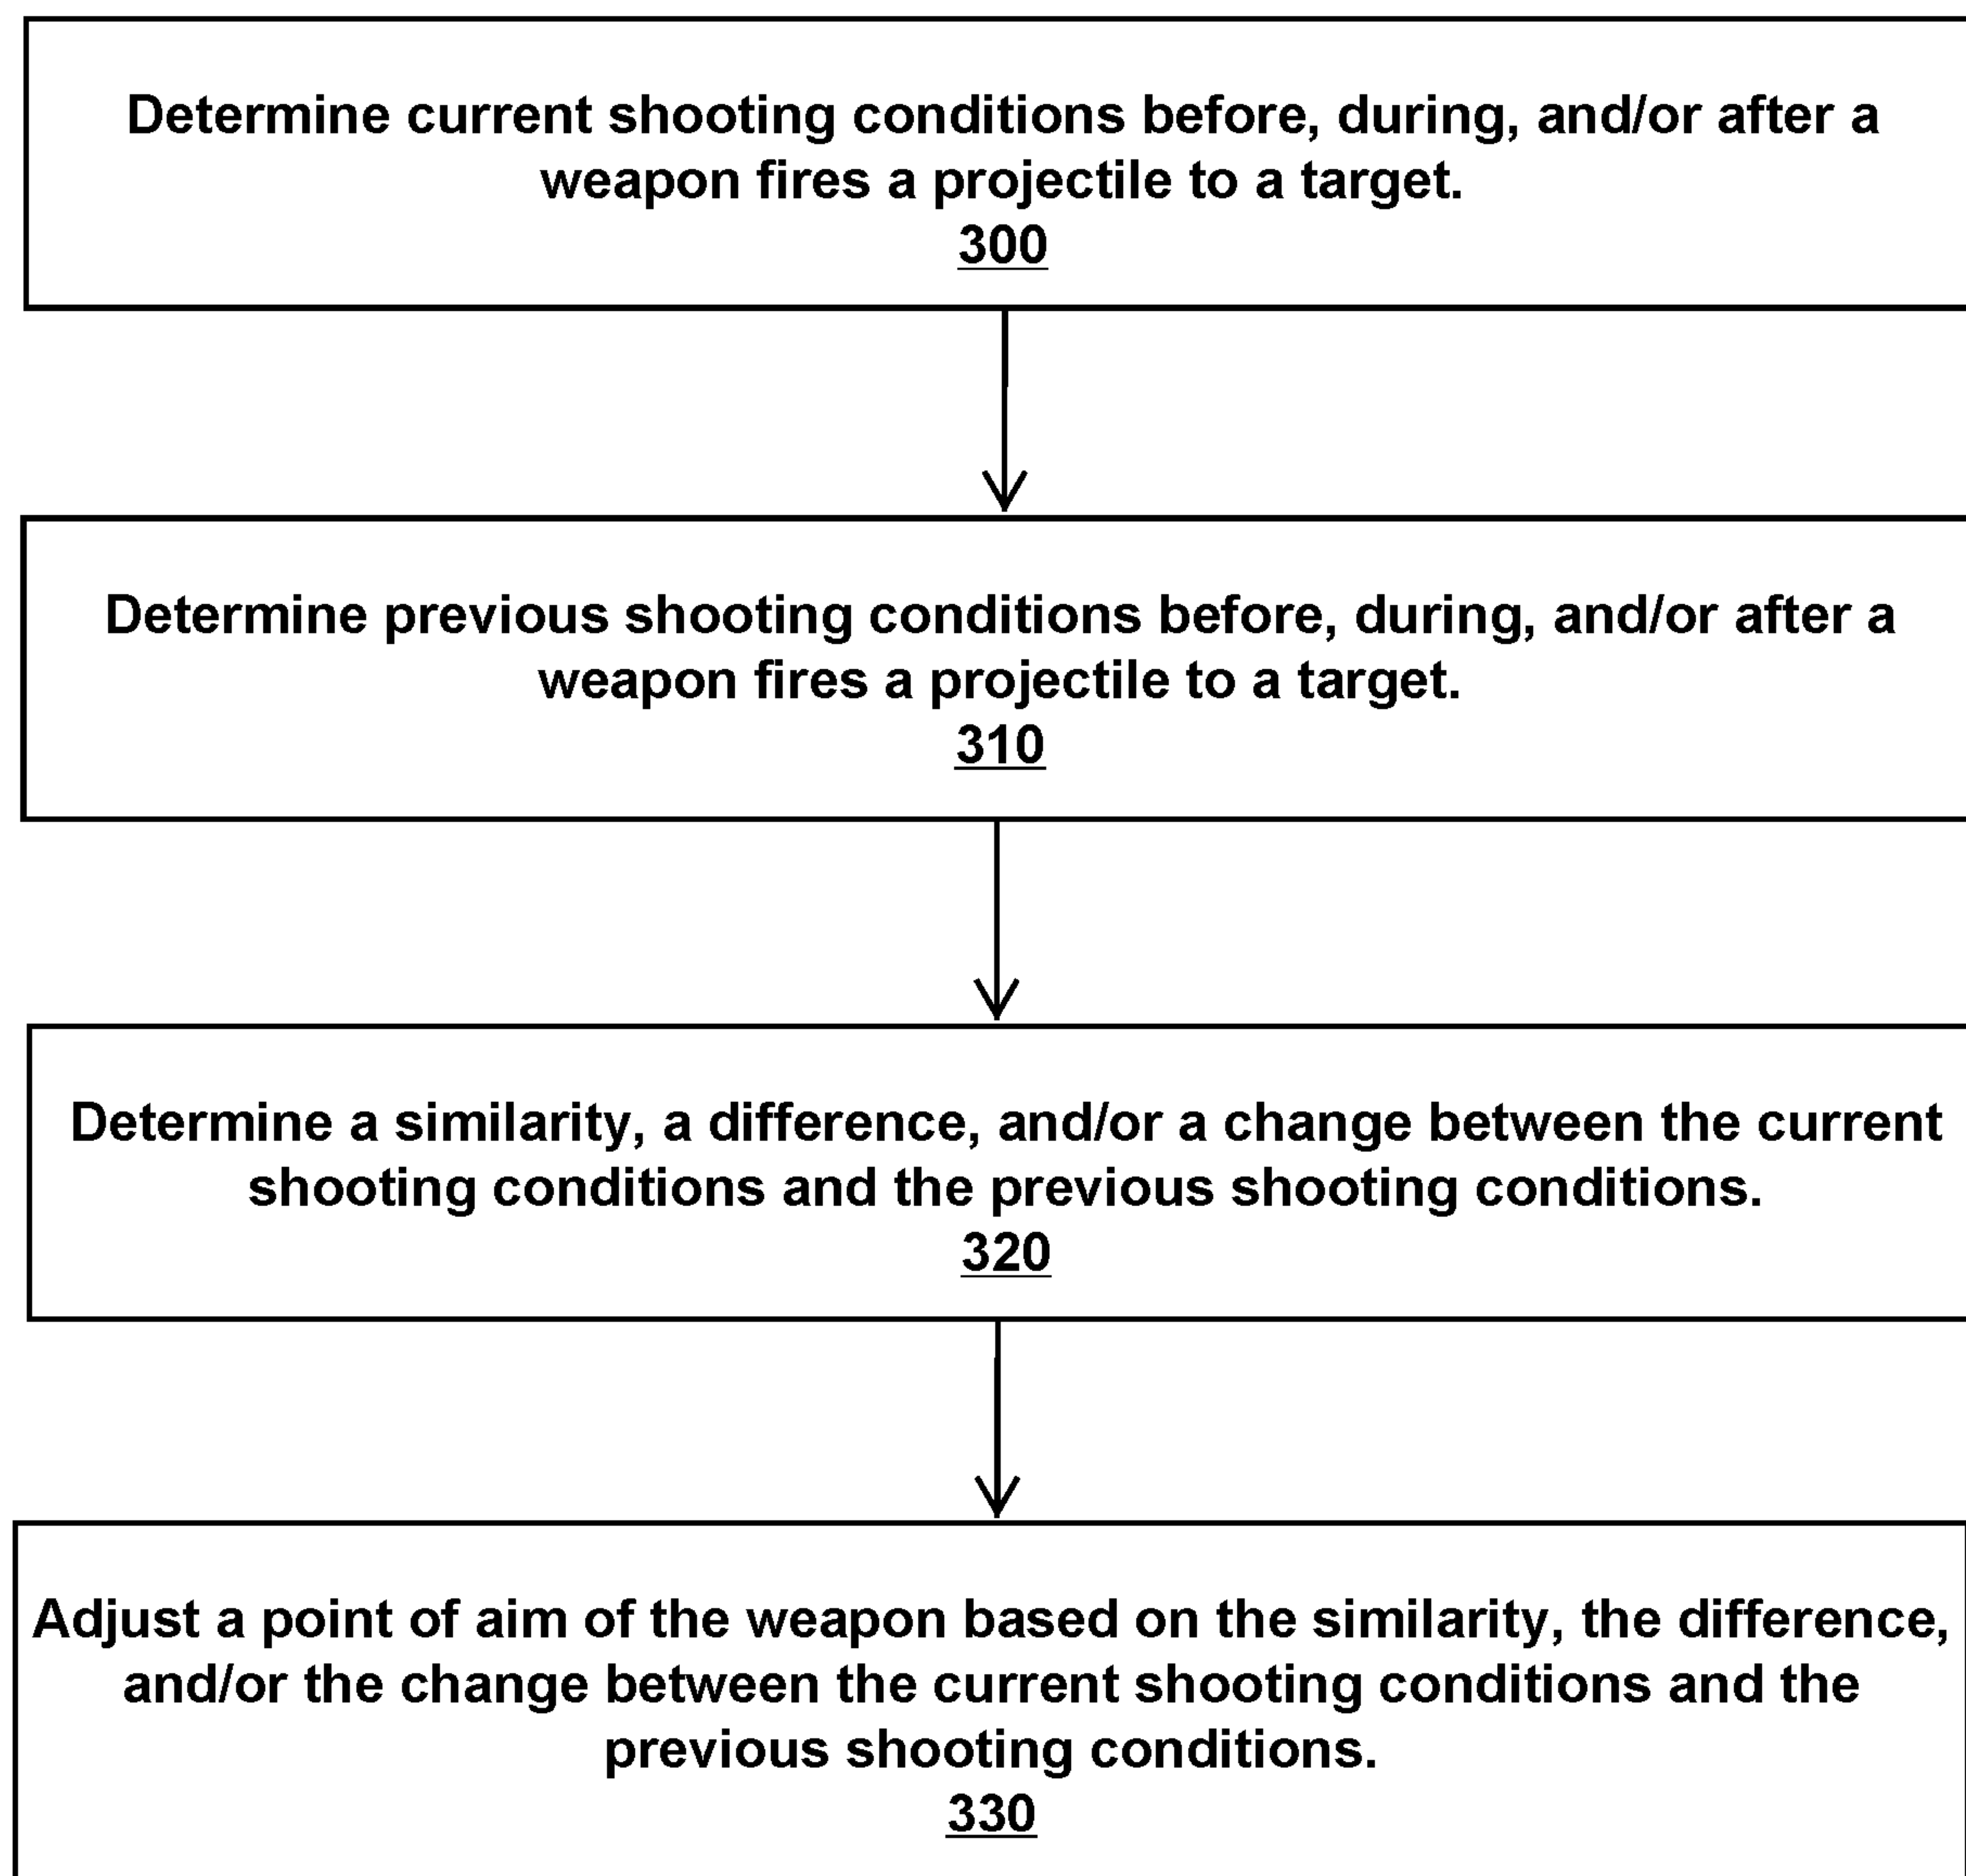 Determine current shooting conditions before, during, and/or after a
weapon fires a projectile to a target.
300
Determine previous shooting conditions before, during, and/or after a
weapon fires a projectile to a target.
310
Determine a similarity, a difference, and/or a change between the current
shooting conditions and the previous shooting conditions.
320
Adjust a point of aim of the weapon based on the similarity, the difference,
and/or the change between the current shooting conditions and the
previous shooting conditions.
330